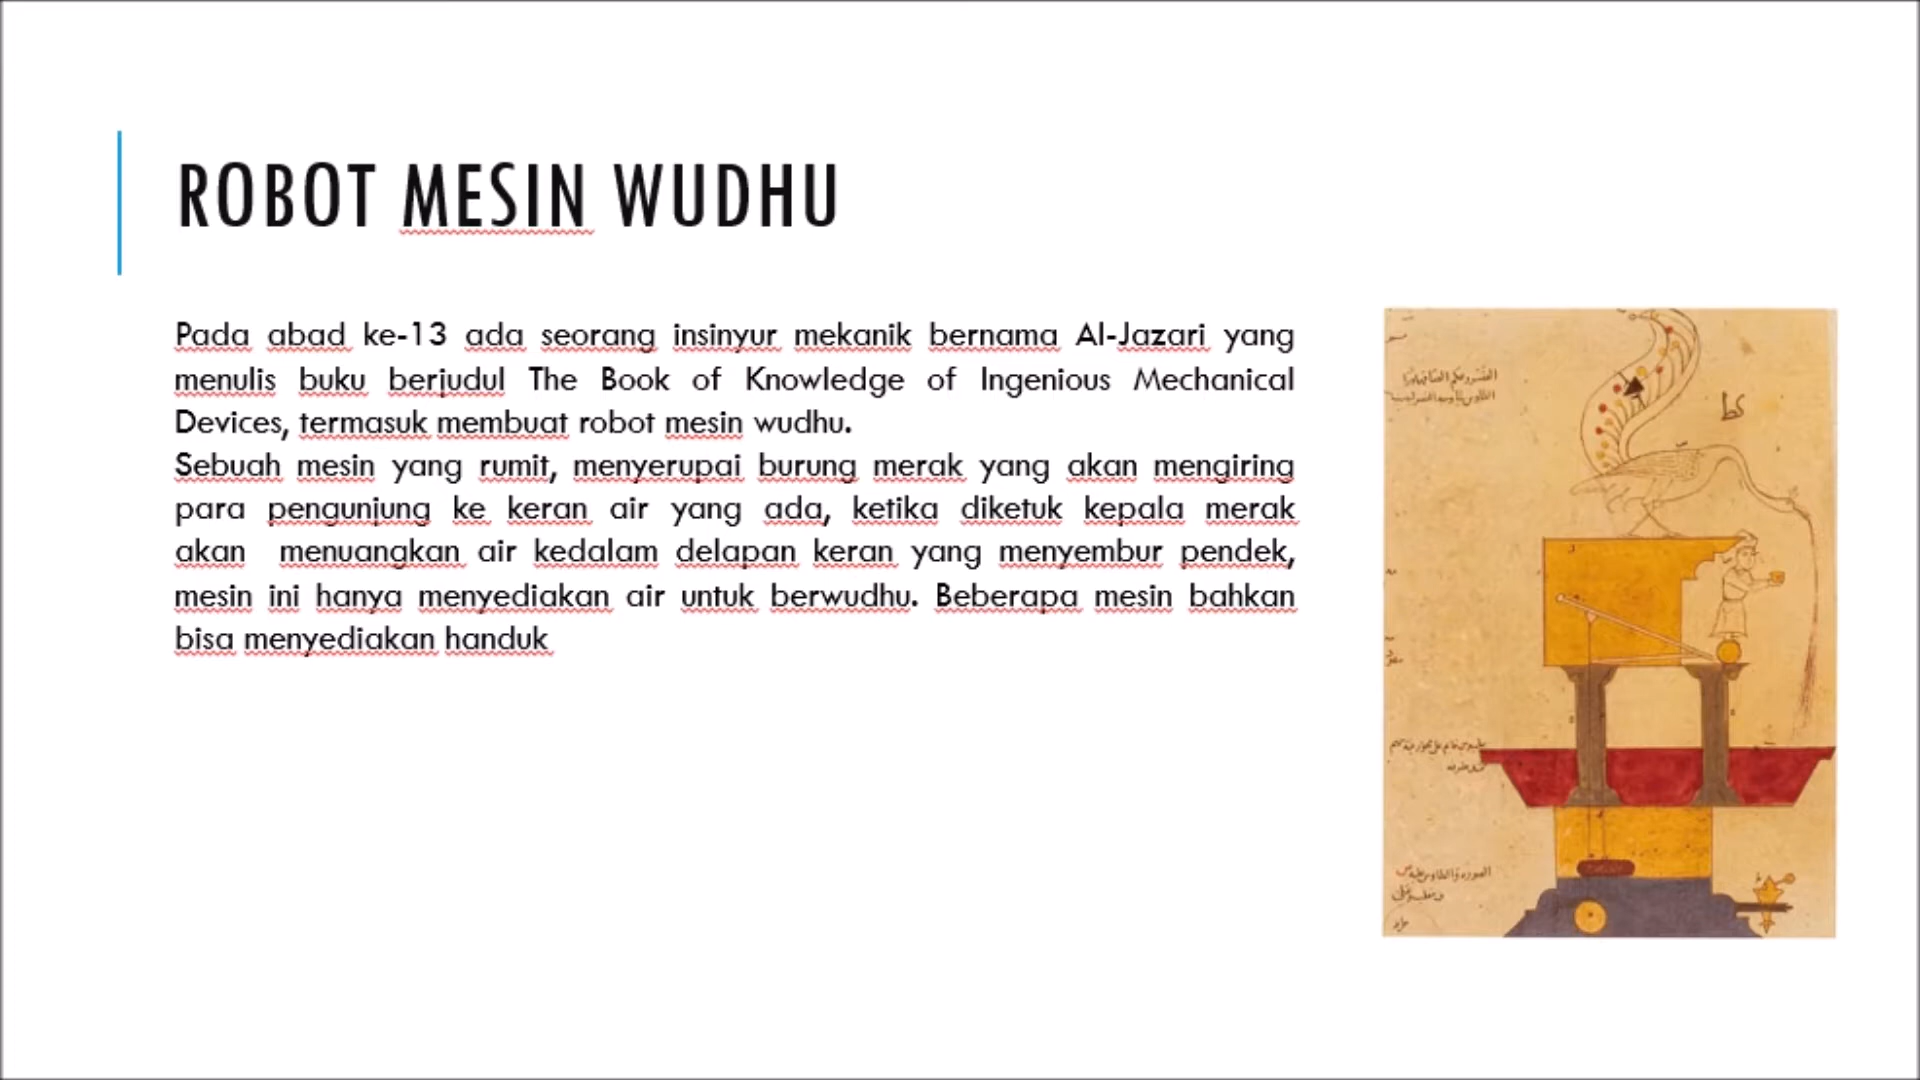 ROBOT MESIN WUDHU
Pada abad ke-13 ada seorang insinyur mekanik bernama Al-Jazari yang
menulis buku berjudul The Book of Knowledge of Ingenious Mechanical
Devices, termasuk membuat robot mesin wudhu.
Sebuah mesin yang rumit, menyerupai burung merak yang akan mengiring
para pengunjung ke keran air yang ada, ketika diketuk kepala merak
akan menuangkan air kedalam delapan keran yang menyembur pendek,
mesin ini hanya menyediakan air untuk berwudhu. Beberapa mesin bahkan
bisa menyediakan handuk